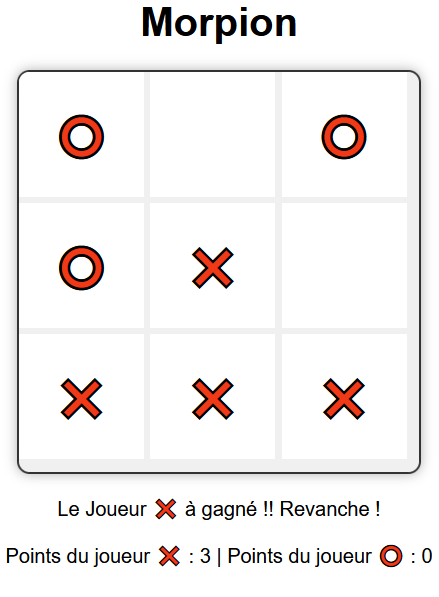 Morpion
⭕ ⭕
⭕ ❌
❌ ❌ ❌
Le Joueur ❌ à gagné !! Revanche !
Points du joueur ❌ : 3 | Points du joueur ⭕ : 0